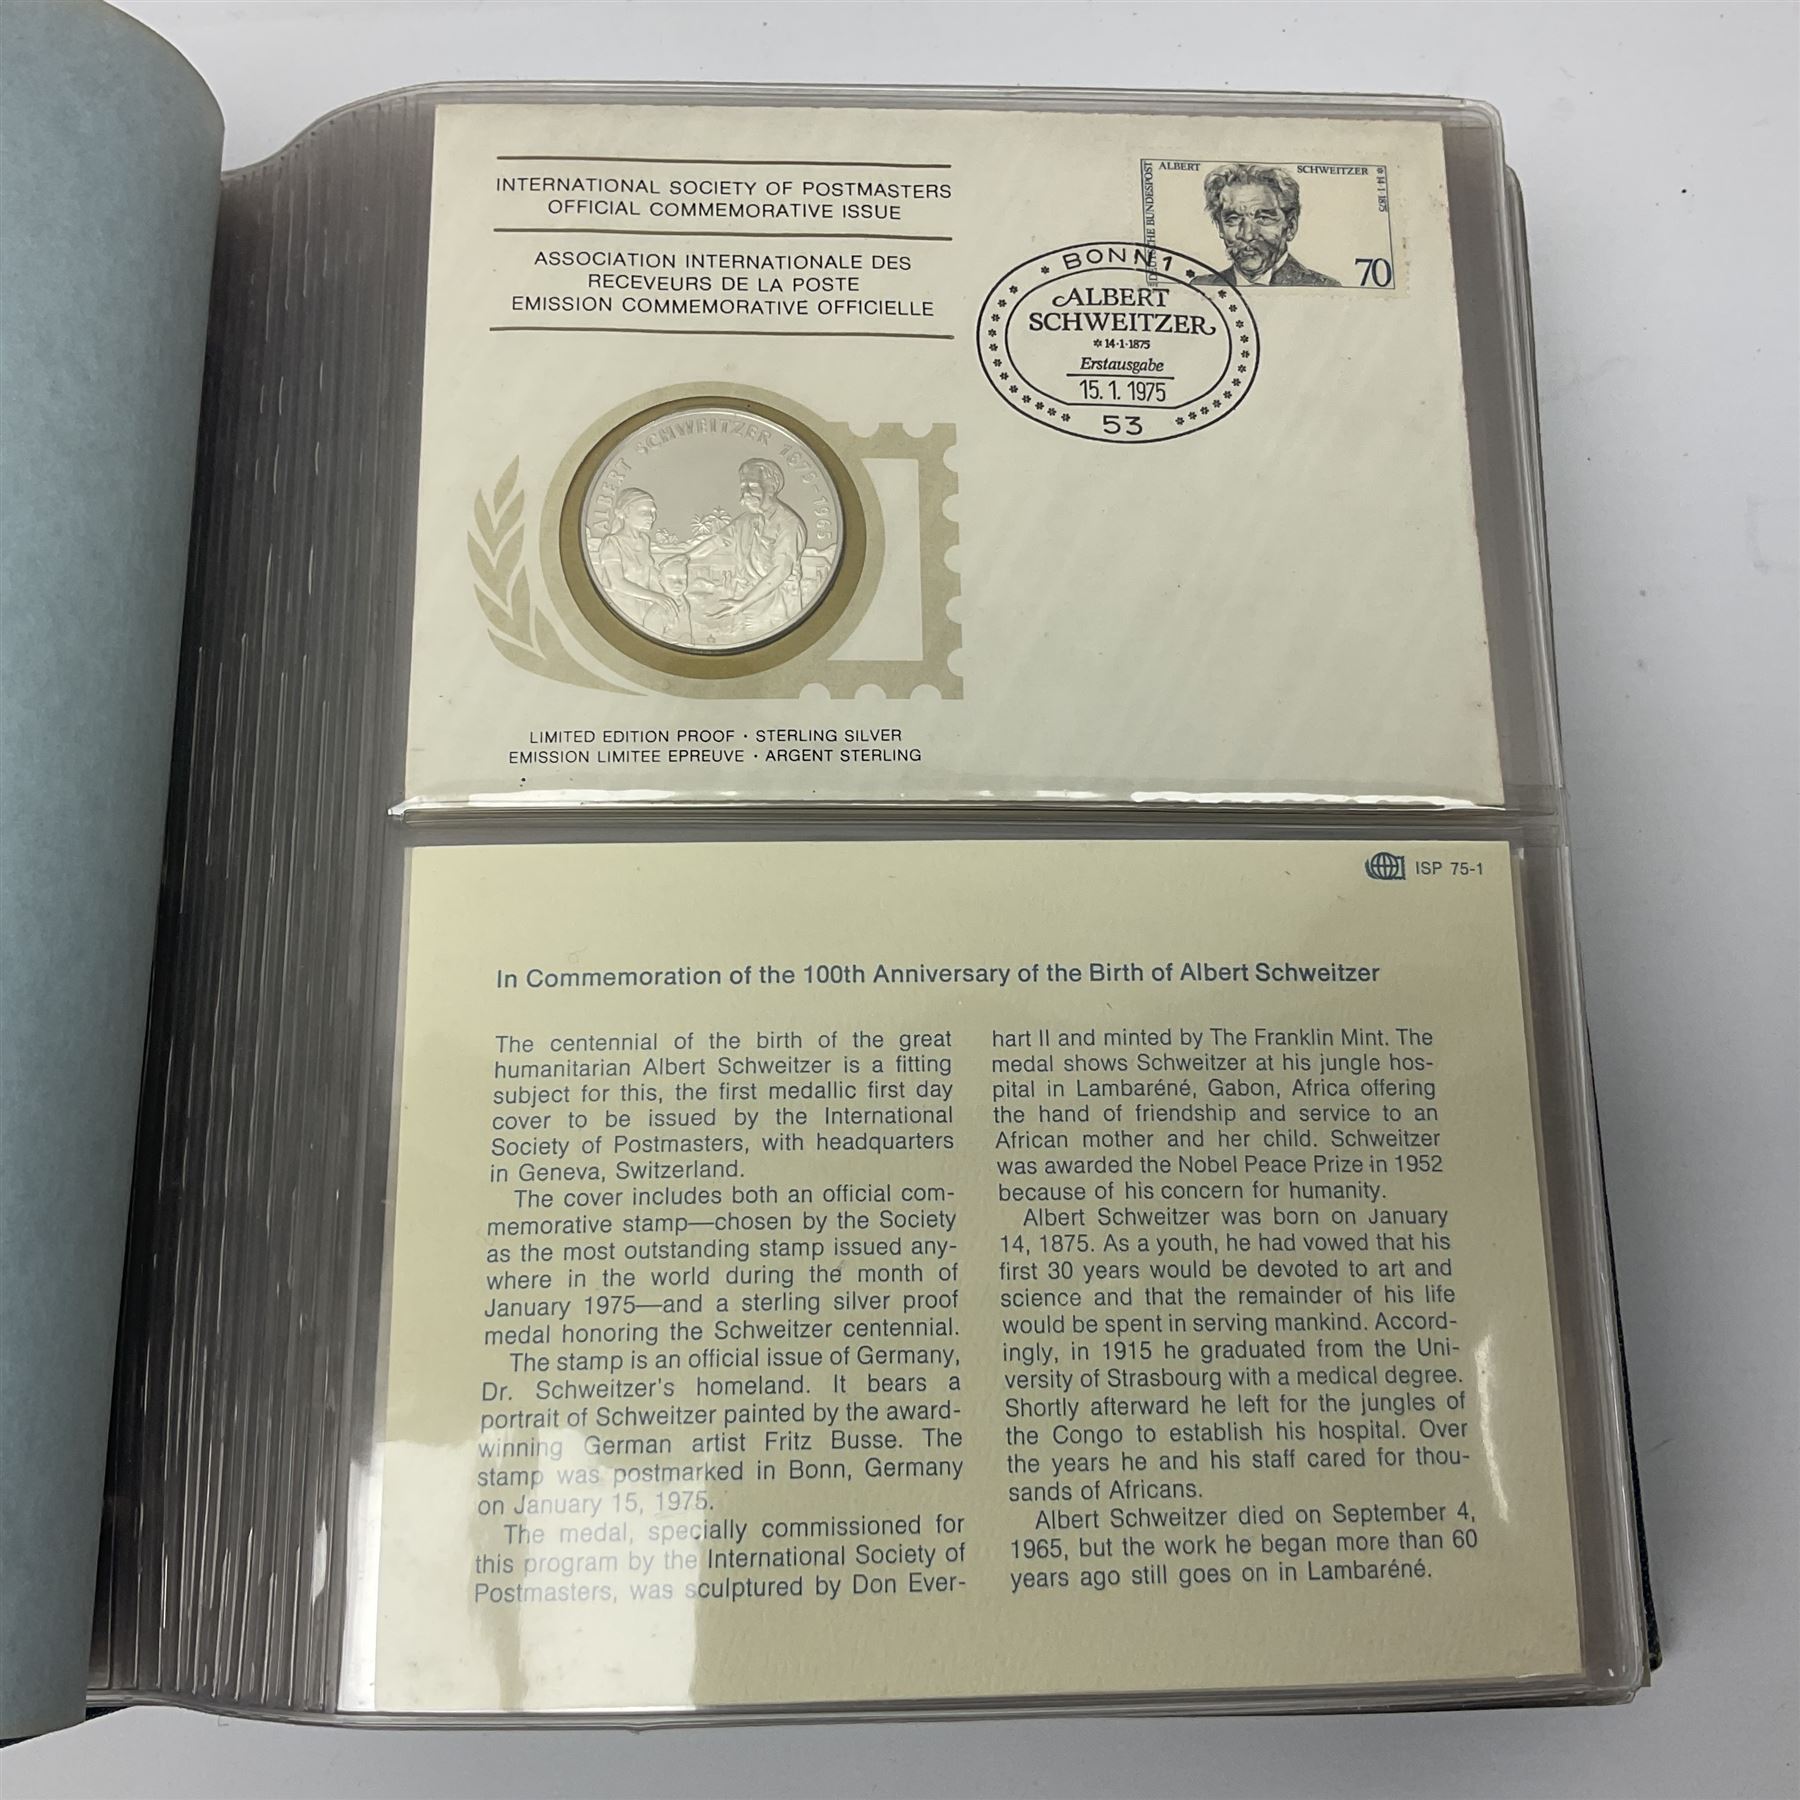 INTERNATIONAL SOCIETY OF POSTMASTERS
OFFICIAL COMMEMORATIVE ISSUE
ASSOCIATION INTERNATIONALE DES
RECEVEURS DE LA POSTE
EMISSION COMMEMORATIVE OFFICIELLE
ALBERT SCHWEITZER
* 14·1·1875
DEUTSCHE BUNDESPOST
70
* BONN 1 *
ALBERT
SCHWEITZER
* 14·1·1875
Erstausgabe
15. 1. 1975
53
ALBERT SCHWEITZER 1875-1965
LIMITED EDITION PROOF · STERLING SILVER
EMISSION LIMITEE EPREUVE · ARGENT STERLING
ISP 75-1
In Commemoration of the 100th Anniversary of the Birth of Albert Schweitzer
The centennial of the birth of the great
humanitarian Albert Schweitzer is a fitting
subject for this, the first medallic first day
cover to be issued by the International
Society of Postmasters, with headquarters
in Geneva, Switzerland.
The cover includes both an official com-
memorative stamp—chosen by the Society
as the most outstanding stamp issued any-
where in the world during the month of
January 1975—and a sterling silver proof
medal honoring the Schweitzer centennial.
The stamp is an official issue of Germany,
Dr. Schweitzer's homeland. It bears a
portrait of Schweitzer painted by the award-
winning German artist Fritz Busse. The
stamp was postmarked in Bonn, Germany
on January 15, 1975.
The medal, specially commissioned for
this program by the International Society of
Postmasters, was sculptured by Don Ever-
hart II and minted by The Franklin Mint. The
medal shows Schweitzer at his jungle hos-
pital in Lambaréné, Gabon, Africa offering
the hand of friendship and service to an
African mother and her child. Schweitzer
was awarded the Nobel Peace Prize in 1952
because of his concern for humanity.
Albert Schweitzer was born on January
14, 1875. As a youth, he had vowed that his
first 30 years would be devoted to art and
science and that the remainder of his life
would be spent in serving mankind. Accord-
ingly, in 1915 he graduated from the Uni-
versity of Strasbourg with a medical degree.
Shortly afterward he left for the jungles of
the Congo to establish his hospital. Over
the years he and his staff cared for thou-
sands of Africans.
Albert Schweitzer died on September 4,
1965, but the work he began more than 60
years ago still goes on in Lambaréné.